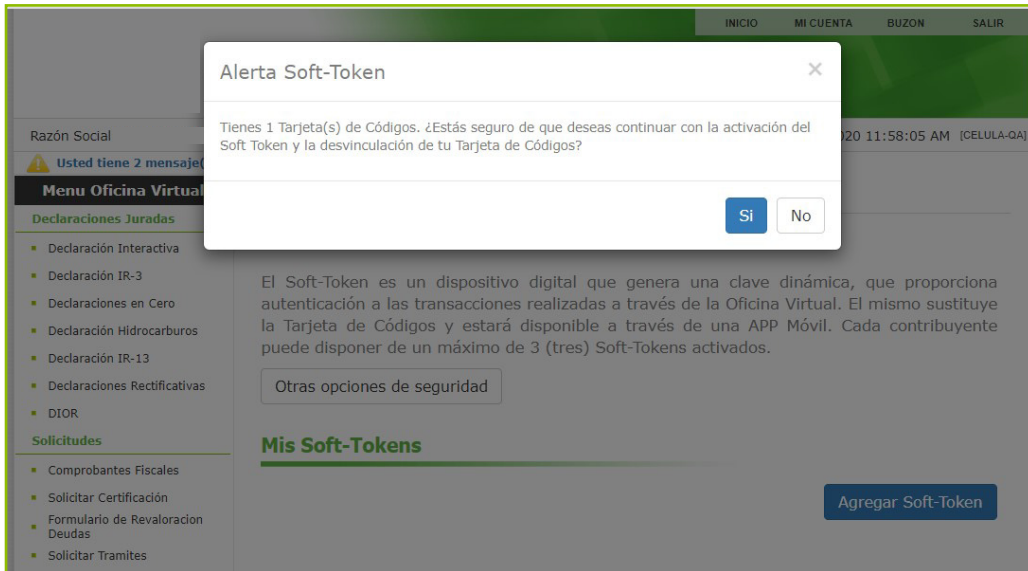 INICIO MI CUENTA BUZON SALIR
Alerta Soft-Token ×
Tienes 1 Tarjeta(s) de Códigos. ¿Estás seguro de que deseas continuar con la activación del
Soft Token y la desvinculación de tu Tarjeta de Códigos?
Si No
Razón Social
020 11:58:05 AM [CELULA-QA]
Usted tiene 2 mensaje(
Menu Oficina Virtual
Declaraciones Juradas
Declaración Interactiva
Declaración IR-3
Declaraciones en Cero
Declaración Hidrocarburos
Declaración IR-13
Declaraciones Rectificativas
DIOR
Solicitudes
Comprobantes Fiscales
Solicitar Certificación
Formulario de Revaloracion
Deudas
Solicitar Tramites
El Soft-Token es un dispositivo digital que genera una clave dinámica, que proporciona
autenticación a las transacciones realizadas a través de la Oficina Virtual. El mismo sustituye
la Tarjeta de Códigos y estará disponible a través de una APP Móvil. Cada contribuyente
puede disponer de un máximo de 3 (tres) Soft-Tokens activados.
Otras opciones de seguridad
Mis Soft-Tokens
Agregar Soft-Token